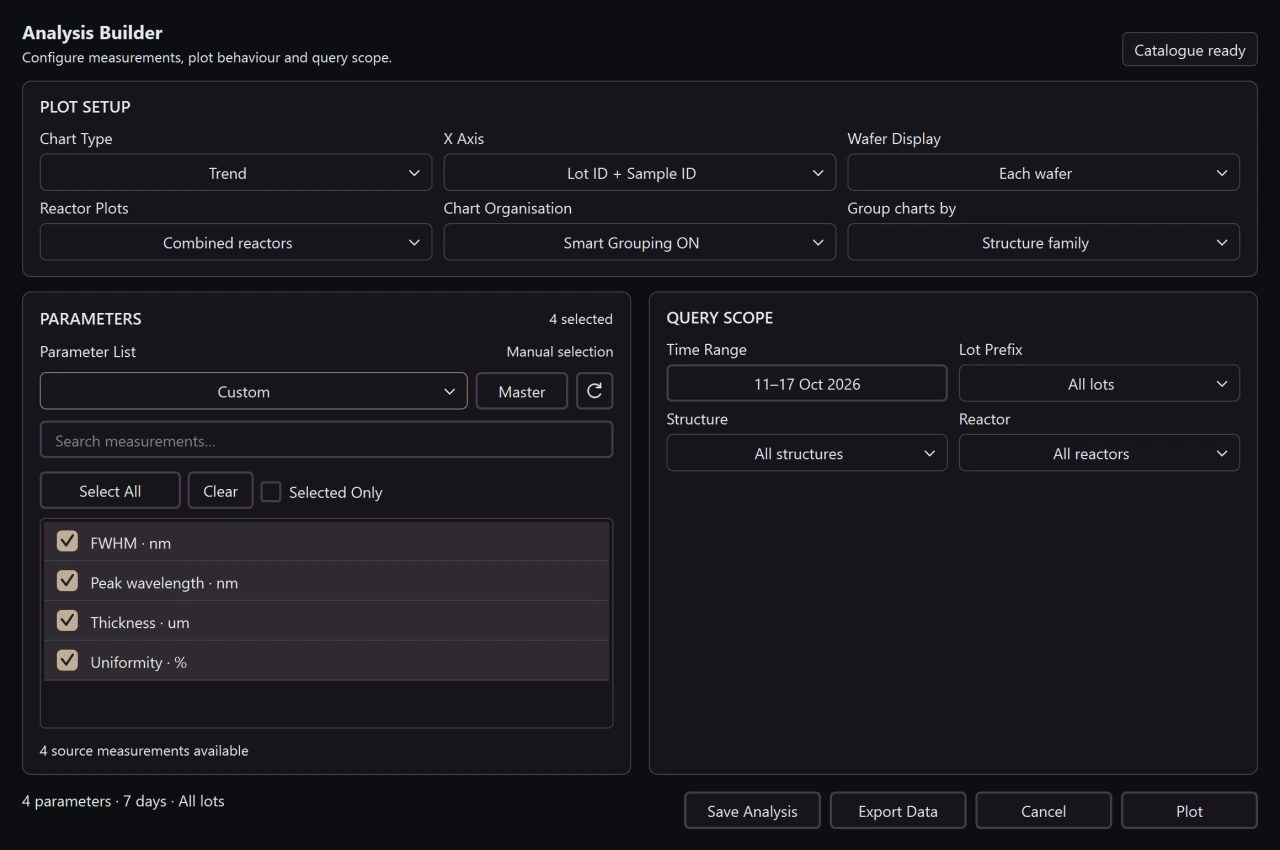 Analysis Builder
Configure measurements, plot behaviour and query scope.
Catalogue ready
PLOT SETUP
Chart Type
X Axis
Wafer Display
Trend
Lot ID + Sample ID
Each wafer
Reactor Plots
Chart Organisation
Group charts by
Combined reactors
Smart Grouping ON
Structure family
PARAMETERS
4 selected
Parameter List
Manual selection
Custom
Master
Search measurements...
Select All
Clear
Selected Only
FWHM · nm
Peak wavelength · nm
Thickness · um
Uniformity · %
4 source measurements available
QUERY SCOPE
Time Range
Lot Prefix
11–17 Oct 2026
All lots
Structure
Reactor
All structures
All reactors
4 parameters · 7 days · All lots
Save Analysis
Export Data
Cancel
Plot